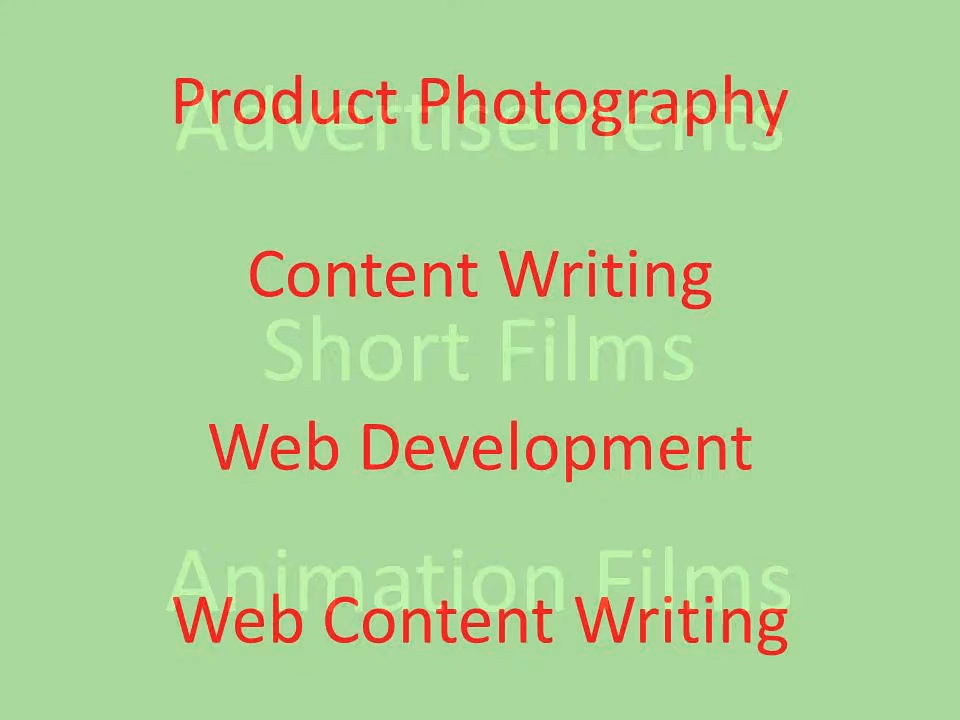 Product Photography
Advertisements
Content Writing
Short Films
Web Development
Animation Films
Web Content Writing